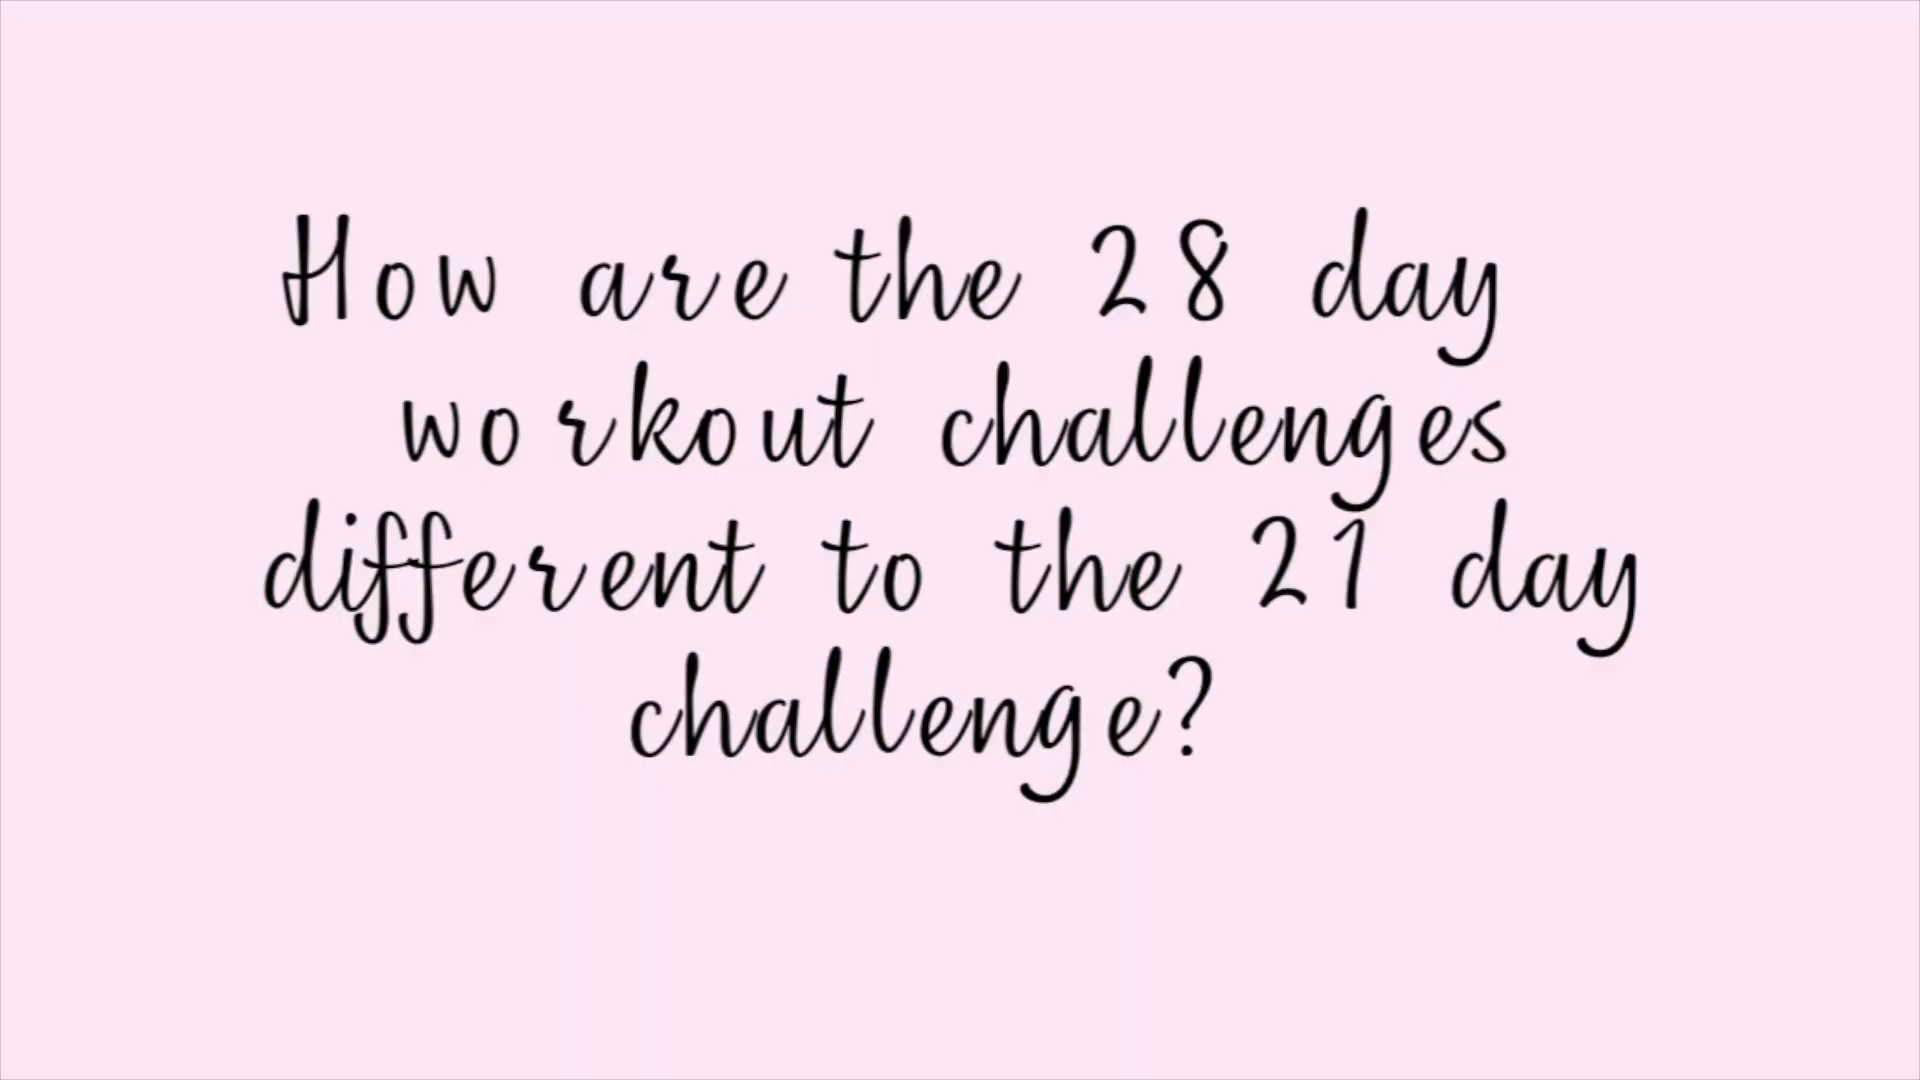 How are the 28 day
workout challenges
different to the 21 day
challenge?